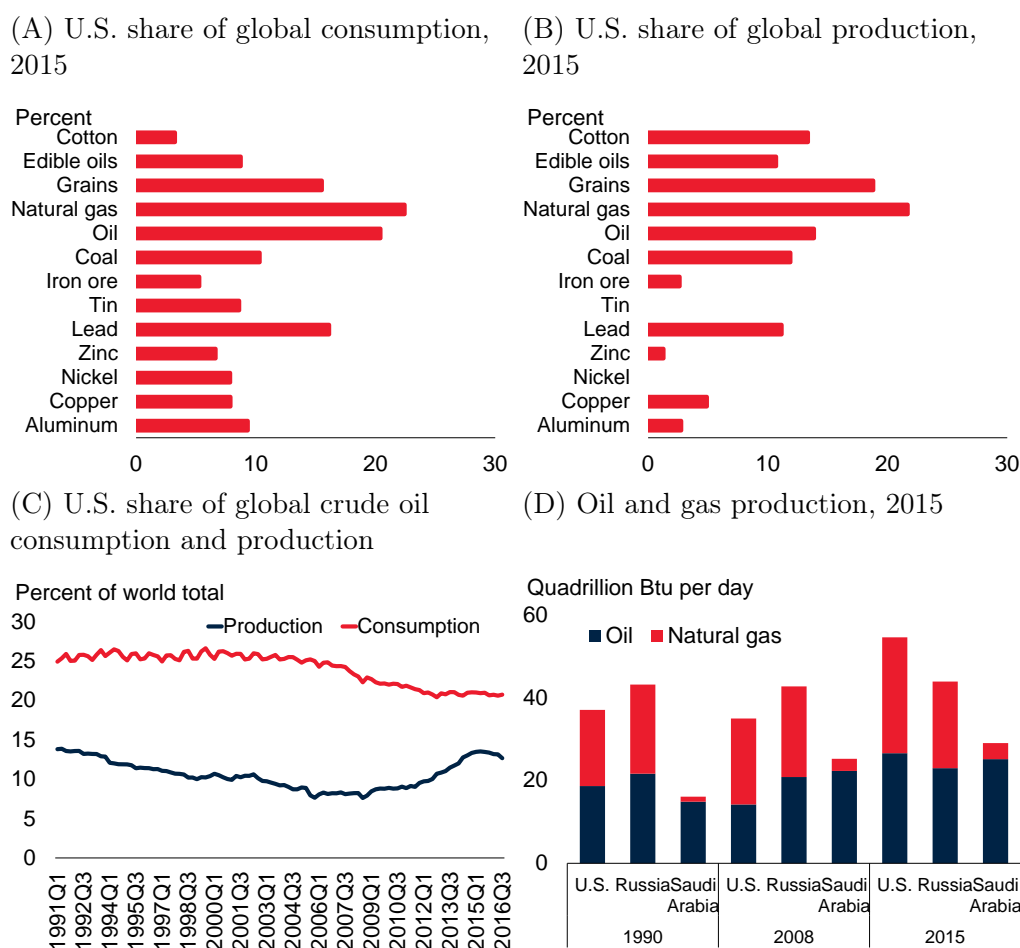 (A) U.S. share of global consumption,
2015
Percent
Cotton
Edible oils
Grains
Natural gas
Oil
Coal
Iron ore
Tin
Lead
Zinc
Nickel
Copper
Aluminum
0 10 20 30
(B) U.S. share of global production,
2015
Percent
Cotton
Edible oils
Grains
Natural gas
Oil
Coal
Iron ore
Tin
Lead
Zinc
Nickel
Copper
Aluminum
0 10 20 30
(C) U.S. share of global crude oil
consumption and production
Percent of world total
Production Consumption
30
25
20
15
10
5
0
1991Q1
1992Q3
1994Q1
1995Q3
1997Q1
1998Q3
2000Q1
2001Q3
2003Q1
2004Q3
2006Q1
2007Q3
2009Q1
2010Q3
2012Q1
2013Q3
2015Q1
2016Q3
(D) Oil and gas production, 2015
Quadrillion Btu per day
Oil Natural gas
60
40
20
0
U.S. Russia Saudi Arabia
U.S. Russia Saudi Arabia
U.S. Russia Saudi Arabia
1990 2008 2015